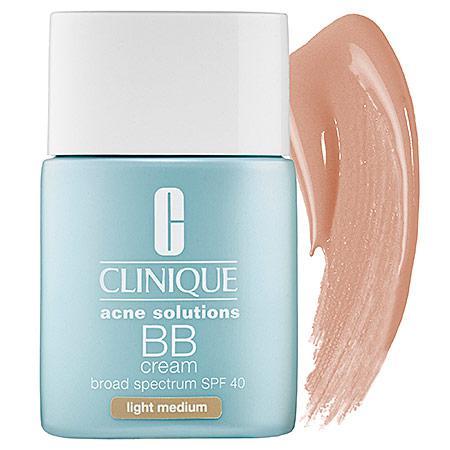 C
CLINIQUE
acne solutions
BB
cream
broad spectrum SPF 40
light medium